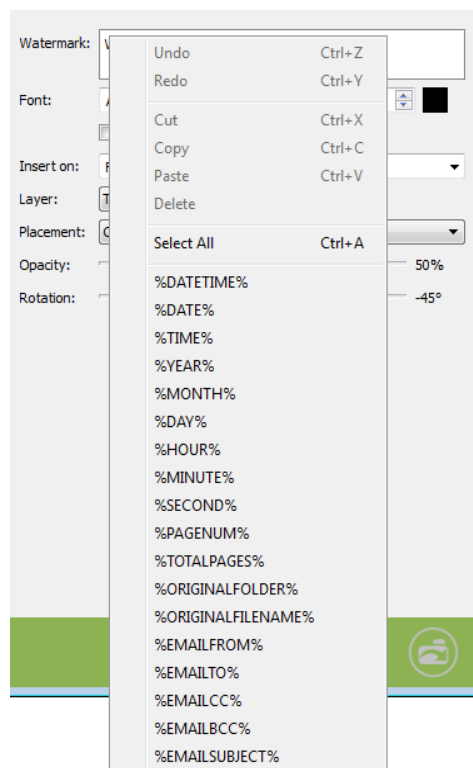 Watermark:
Undo Ctrl+Z
Redo Ctrl+Y
Font:
Cut Ctrl+X
Copy Ctrl+C
Insert on:
Paste Ctrl+V
Layer:
Delete
Placement:
Select All Ctrl+A
Opacity: 50%
%DATETIME%
Rotation: -45°
%DATE%
%TIME%
%YEAR%
%MONTH%
%DAY%
%HOUR%
%MINUTE%
%SECOND%
%PAGENUM%
%TOTALPAGES%
%ORIGINALFOLDER%
%ORIGINALFILENAME%
%EMAILFROM%
%EMAILTO%
%EMAILCC%
%EMAILBCC%
%EMAILSUBJECT%